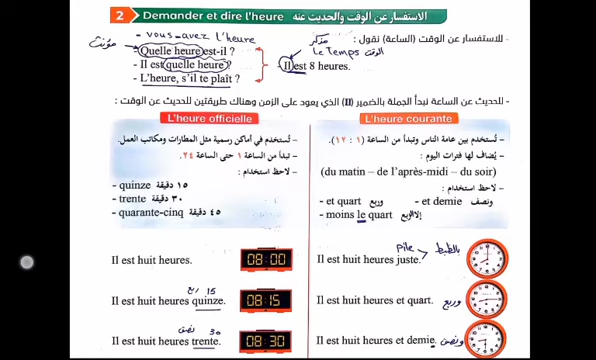 2 Demander et dire l'heure الاستفسار عن الوقت والحديث عنه
- vous-avez l'heure
- للاستفسار عن الوقت (الساعة) نقول :
مؤنث
مذكر
- Quelle heure est-il ?
le Temps الوقت
- Il est quelle heure ?
- Il est 8 heures.
- L'heure, s'il te plaît ?
- للحديث عن الساعة نبدأ الجملة بالضمير (Il) الذي يعود على الزمن وهناك طريقتين للحديث عن الوقت :
L'heure officielle
- تُستخدم في أماكن رسمية مثل المطارات ومكاتب العمل.
- تبدأ من الساعة ١ حتى الساعة ٢٤.
- لاحظ استخدام :
- quinze ١٥ دقيقة
- trente ٣٠ دقيقة
- quarante-cinq ٤٥ دقيقة
L'heure courante
- تُستخدم بين عامة الناس وتبدأ من الساعة (١ : ١٢).
- يُضاف لها فترات اليوم :
(du matin – de l'après-midi – du soir)
- لاحظ استخدام :
- et quart وربع - et demie ونصف
- moins le quart إلا الربع
Il est huit heures. 08:00
pile بالظبط
Il est huit heures juste.
ربع 15
Il est huit heures quinze. 08:15
Il est huit heures et quart. وربع
نصف 30
Il est huit heures trente. 08:30
Il est huit heures et demie. ونصف